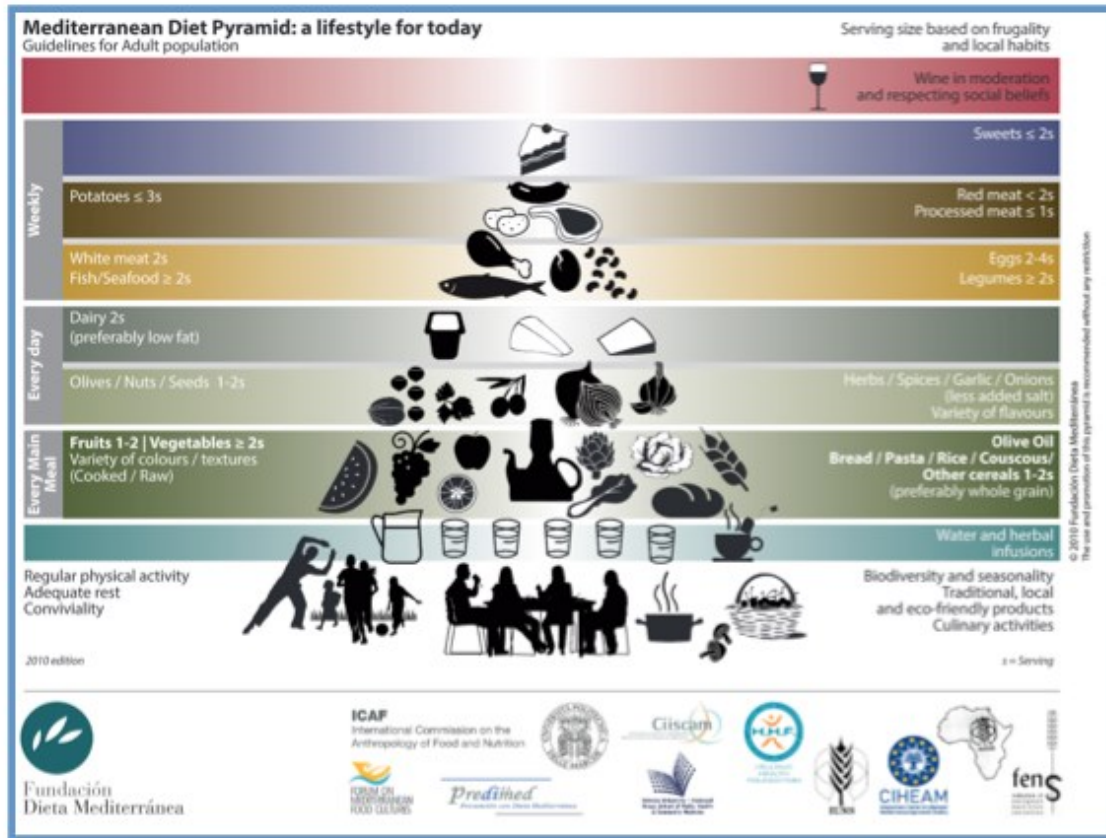 Mediterranean Diet Pyramid: a lifestyle for today
Guidelines for Adult population
Serving size based on frugality
and local habits
Wine in moderation
and respecting social beliefs
Weekly
Sweets ≤ 2s
Potatoes ≤ 3s
Red meat < 2s
Processed meat ≤ 1s
White meat 2s
Fish/Seafood ≥ 2s
Eggs 2-4s
Legumes ≥ 2s
Every day
Dairy 2s
(preferably low fat)
Olives / Nuts / Seeds 1-2s
Herbs / Spices / Garlic / Onions
(less added salt)
Variety of flavours
Every Main
Meal
Fruits 1-2 | Vegetables ≥ 2s
Variety of colours / textures
(Cooked / Raw)
Olive Oil
Bread / Pasta / Rice / Couscous/
Other cereals 1-2s
(preferably whole grain)
Water and herbal
infusions
Regular physical activity
Adequate rest
Conviviality
Biodiversity and seasonality
Traditional, local
and eco-friendly products
Culinary activities
2010 edition
s = Serving
© 2010 Fundación Dieta Mediterránea
The use and promotion of this pyramid is recommended without any restriction
Fundación
Dieta Mediterránea
ICAF
International Commission on the
Anthropology of Food and Nutrition
FORUM ON
MEDITERRANEAN
FOOD CULTURES
Predimed
Ciiscam
H.H.F.
CIHEAM
fens